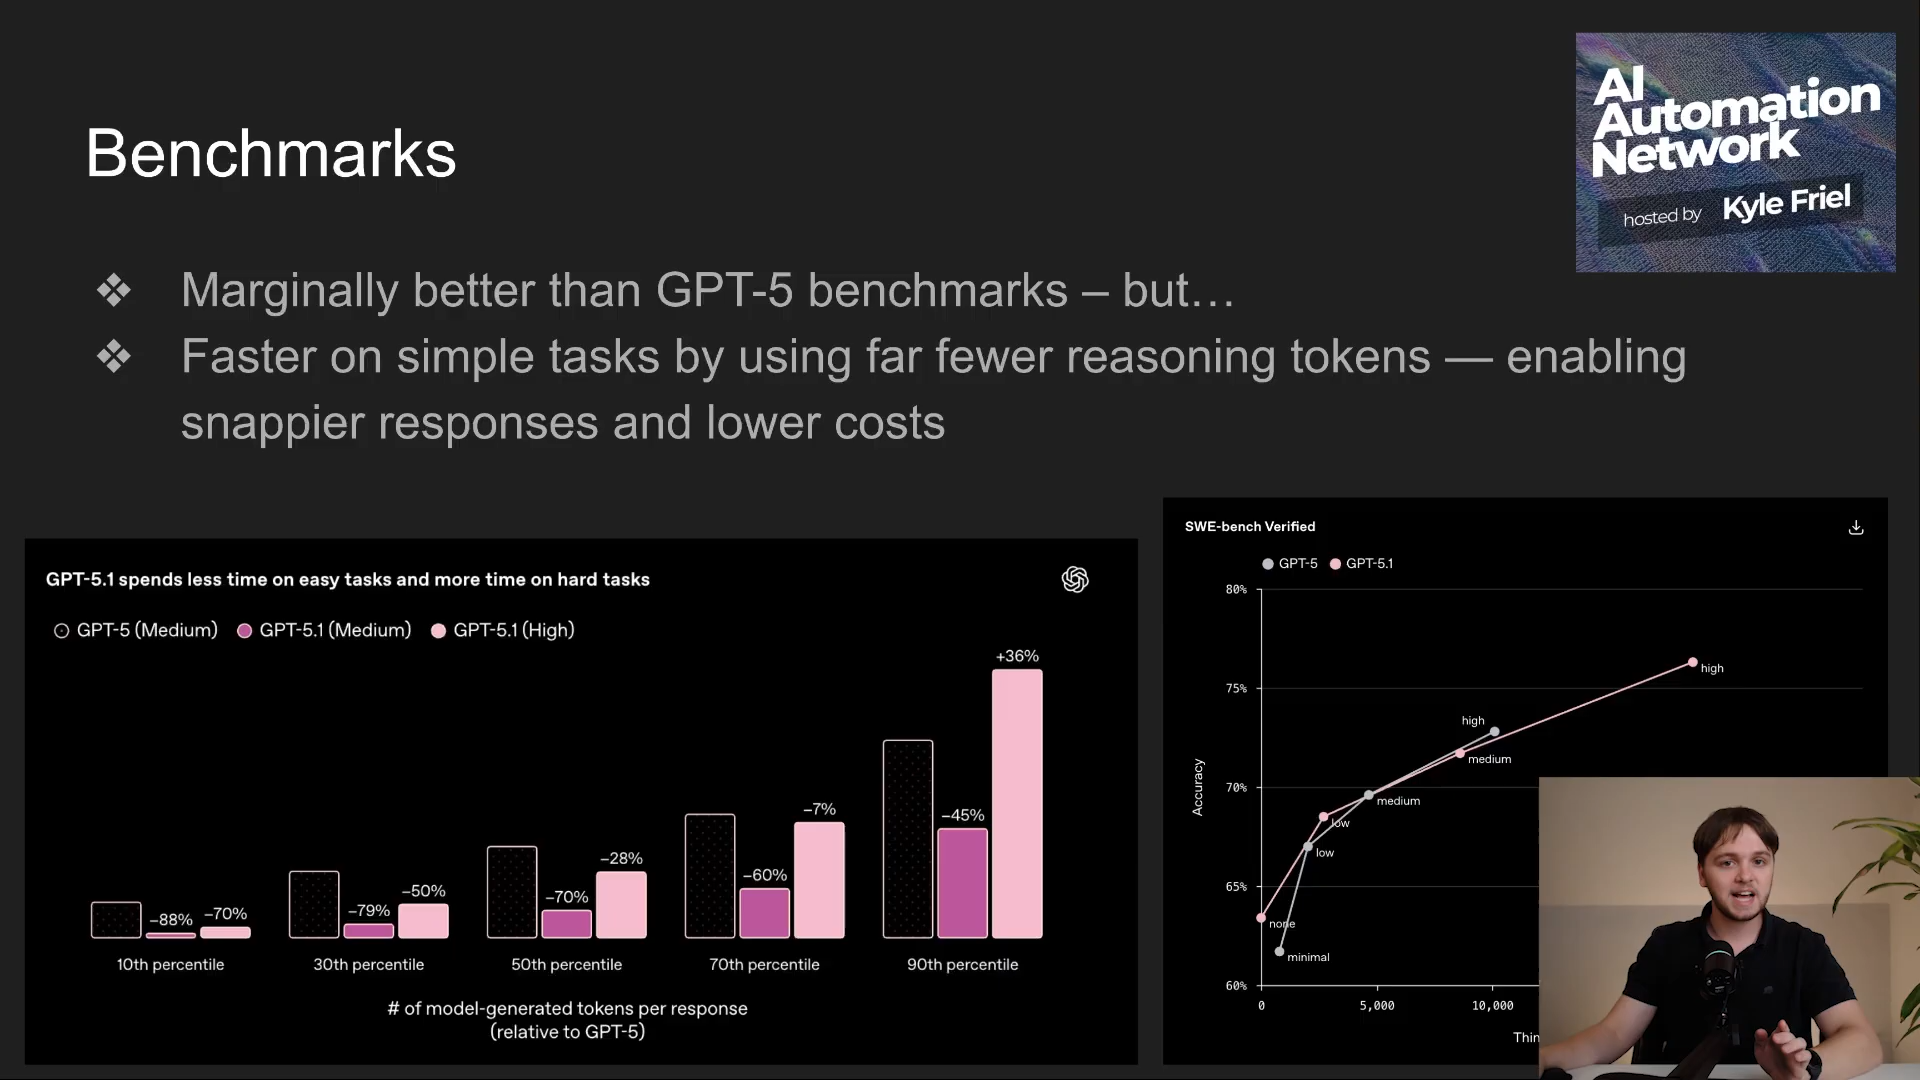 AI
Automation
Network
hosted by Kyle Friel
Benchmarks
❖ Marginally better than GPT-5 benchmarks – but…
❖ Faster on simple tasks by using far fewer reasoning tokens — enabling
snappier responses and lower costs
GPT-5.1 spends less time on easy tasks and more time on hard tasks
GPT-5 (Medium) GPT-5.1 (Medium) GPT-5.1 (High)
−88% −70%
−79% −50%
−70% −28%
−60% −7%
−45% +36%
10th percentile 30th percentile 50th percentile 70th percentile 90th percentile
# of model-generated tokens per response
(relative to GPT-5)
SWE-bench Verified
GPT-5 GPT-5.1
80%
75%
70%
65%
60%
Accuracy
high
high
medium
medium
low
low
none
minimal
0 5,000 10,000